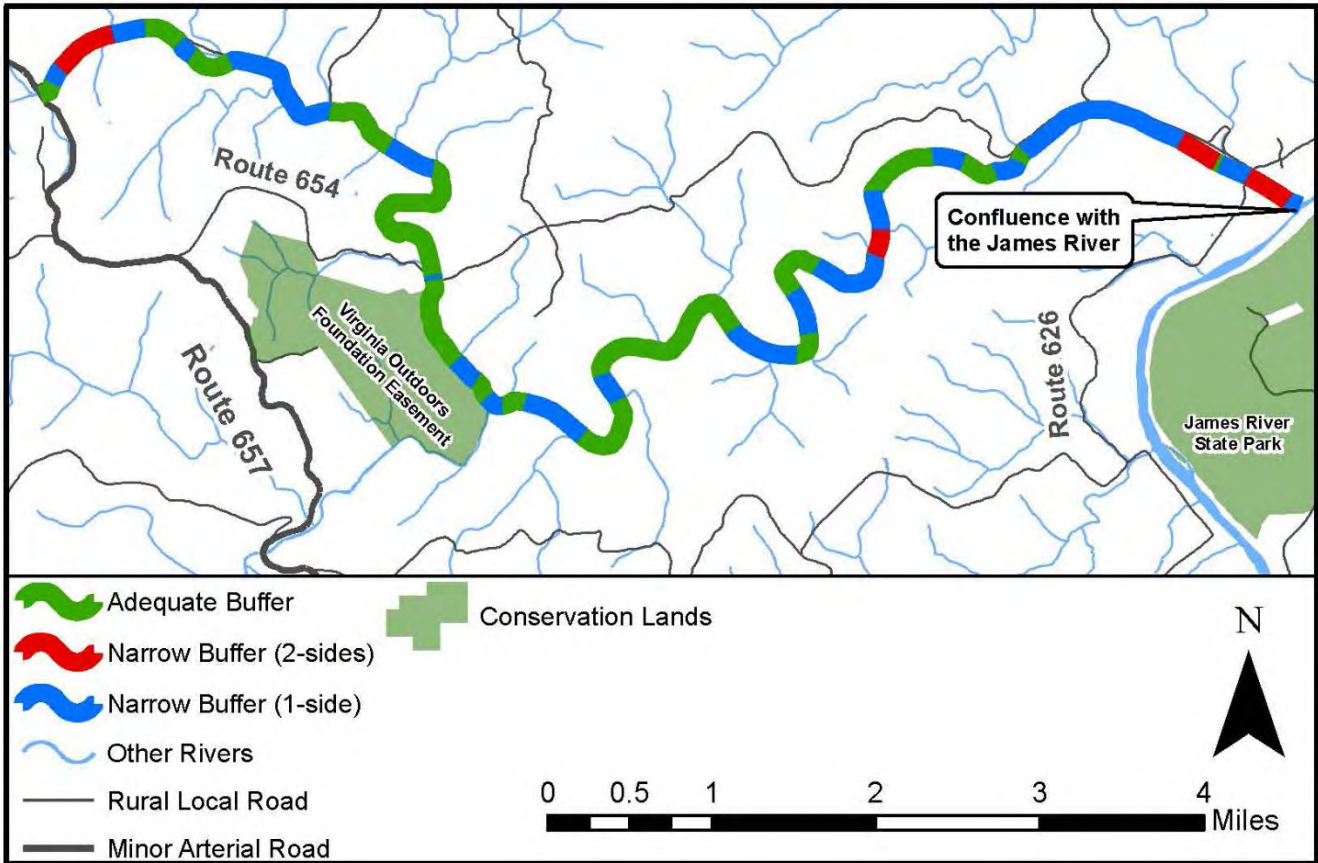 Route 654
Confluence with
the James River
Virginia Outdoors
Foundation Easement
Route 657
Route 626
James River
State Park
Adequate Buffer
Narrow Buffer (2-sides)
Narrow Buffer (1-side)
Other Rivers
Rural Local Road
Minor Arterial Road
Conservation Lands
N
0 0.5 1 2 3 4
Miles